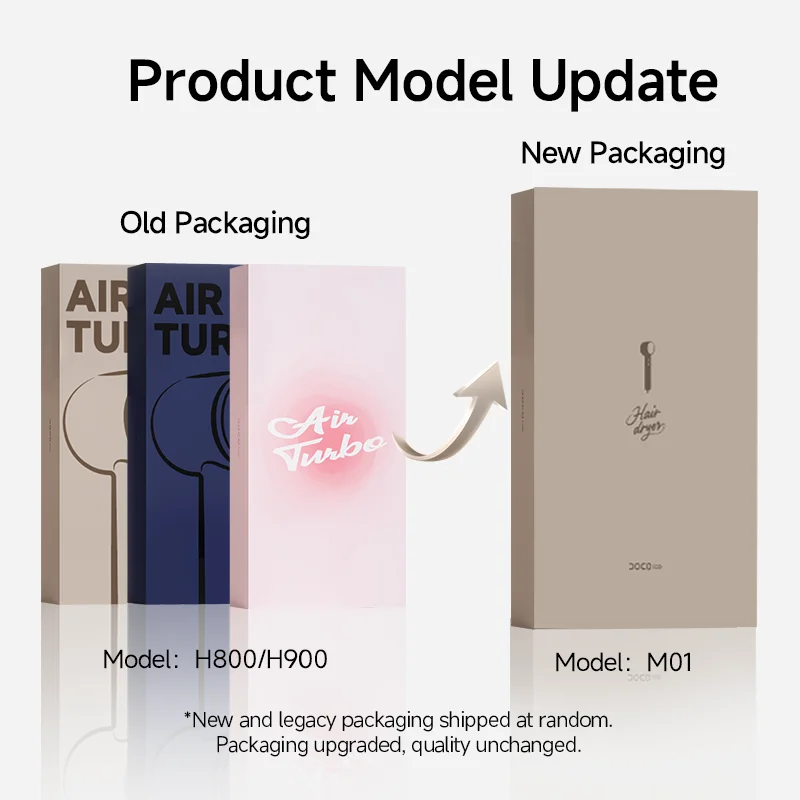 Product Model Update
New Packaging
Old Packaging
AIR
TUR
AIR
TUR
Air
Turbo
Hair
dryer
Model: H800/H900
Model: M01
*New and legacy packaging shipped at random.
Packaging upgraded, quality unchanged.